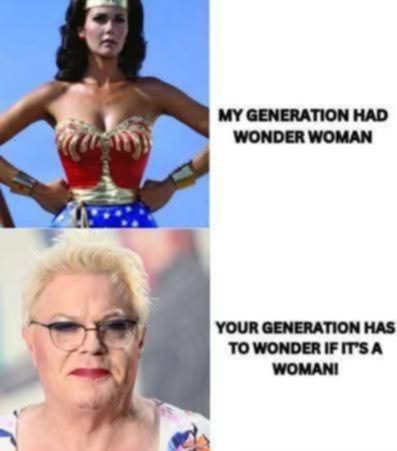 MY GENERATION HAD
WONDER WOMAN
YOUR GENERATION HAS
TO WONDER IF IT'S A
WOMAN!